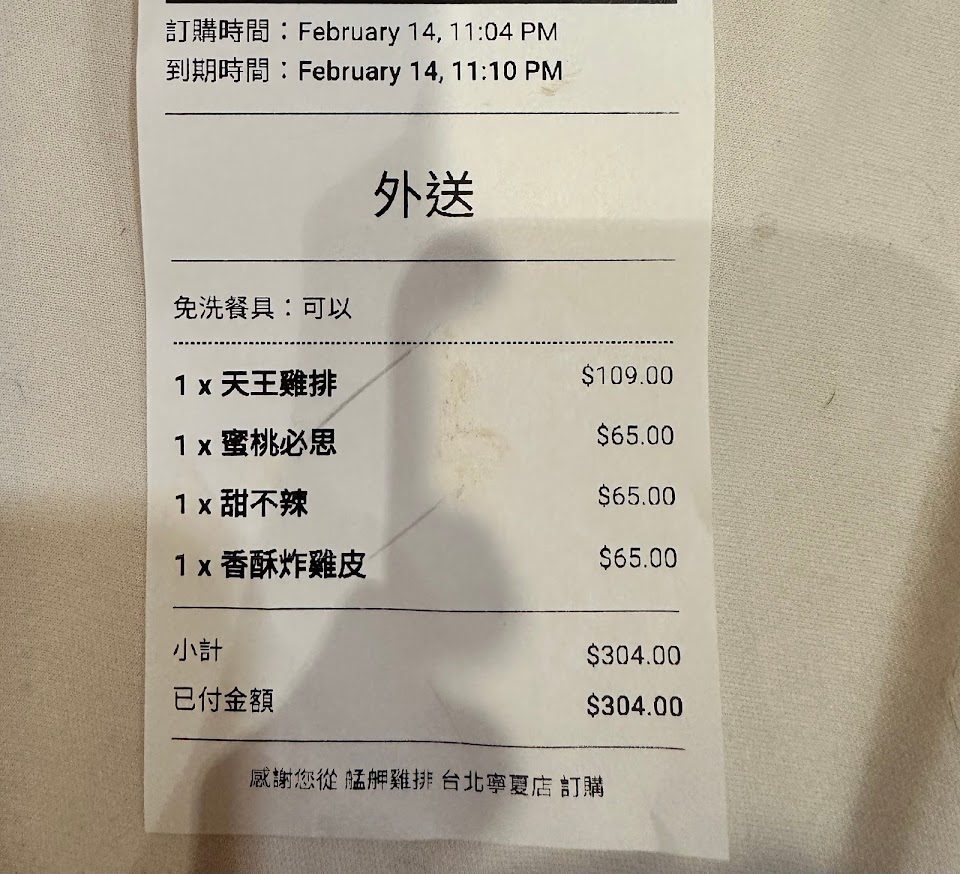 訂購時間：February 14, 11:04 PM
到期時間：February 14, 11:10 PM
外送
免洗餐具：可以
1 x 天王雞排 $109.00
1 x 蜜桃必思 $65.00
1 x 甜不辣 $65.00
1 x 香酥炸雞皮 $65.00
小計 $304.00
已付金額 $304.00
感謝您從 艋舺雞排 台北寧夏店 訂購